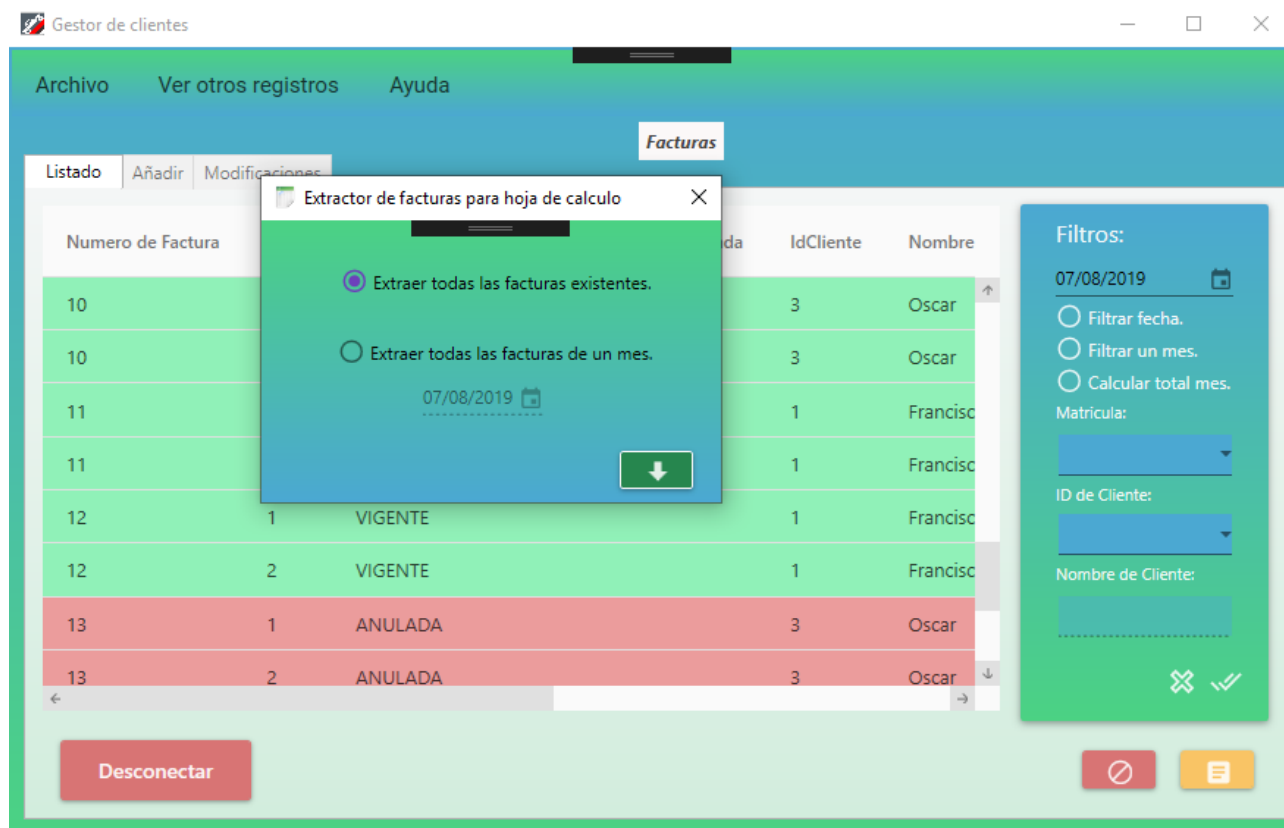 Gestor de clientes
Archivo Ver otros registros Ayuda
Facturas
Listado Añadir Modificaciones
Extractor de facturas para hoja de calculo
Extraer todas las facturas existentes.
Extraer todas las facturas de un mes.
07/08/2019
Numero de Factura IdCliente Nombre
10 3 Oscar
10 3 Oscar
11 1 Francisc
11 1 Francisc
12 1 VIGENTE 1 Francisc
12 2 VIGENTE 1 Francisc
13 1 ANULADA 3 Oscar
13 2 ANULADA 3 Oscar
Filtros:
07/08/2019
Filtrar fecha.
Filtrar un mes.
Calcular total mes.
Matricula:
ID de Cliente:
Nombre de Cliente:
Desconectar